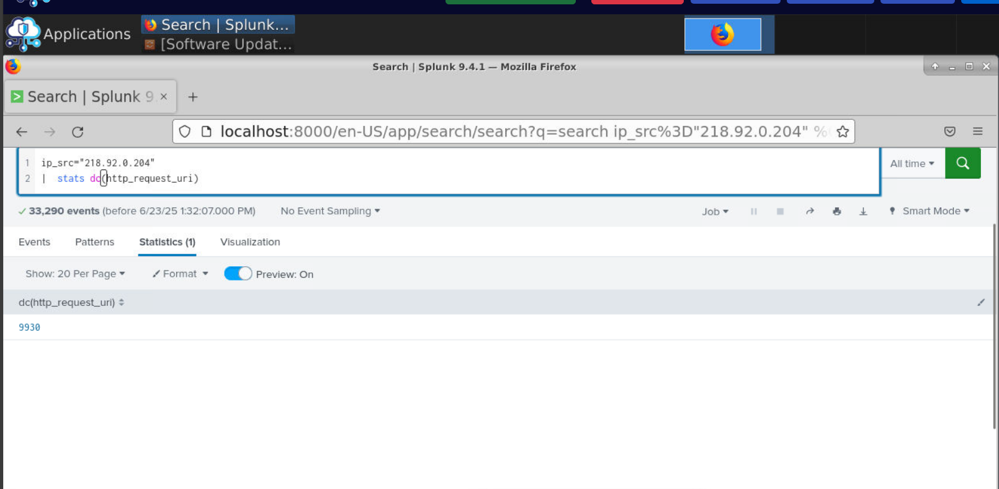 Applications
Search | Splunk...
[Software Updat...
Search | Splunk 9.4.1 — Mozilla Firefox
Search | Splunk 9
localhost:8000/en-US/app/search/search?q=search ip_src%3D"218.92.0.204" %
1 ip_src="218.92.0.204"
2 | stats dc(http_request_uri)
All time
33,290 events (before 6/23/25 1:32:07.000 PM)
No Event Sampling
Job
Smart Mode
Events Patterns Statistics (1) Visualization
Show: 20 Per Page Format Preview: On
dc(http_request_uri)
9930